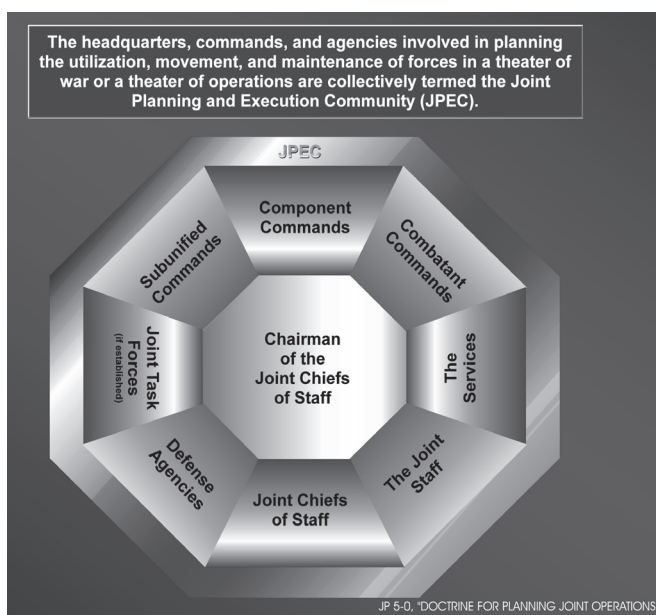 The headquarters, commands, and agencies involved in planning
the utilization, movement, and maintenance of forces in a theater of
war or a theater of operations are collectively termed the Joint
Planning and Execution Community (JPEC).
JPEC
Component
Commands
Combatant
Commands
The
Services
The Joint
Staff
Joint Chiefs
of Staff
Defense
Agencies
Joint Task
Forces
(if established)
Subunified
Commands
Chairman
of the
Joint Chiefs
of Staff
JP 5-0, "DOCTRINE FOR PLANNING JOINT OPERATIONS